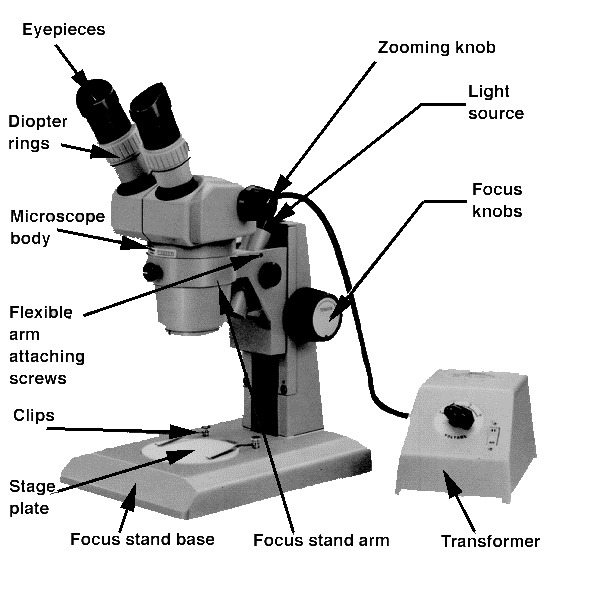 Eyepieces
Zooming knob
Light
source
Diopter
rings
Focus
knobs
Microscope
body
Flexible
arm
attaching
screws
Clips
VOLTAGE
Stage
plate
Focus stand base
Focus stand arm
Transformer